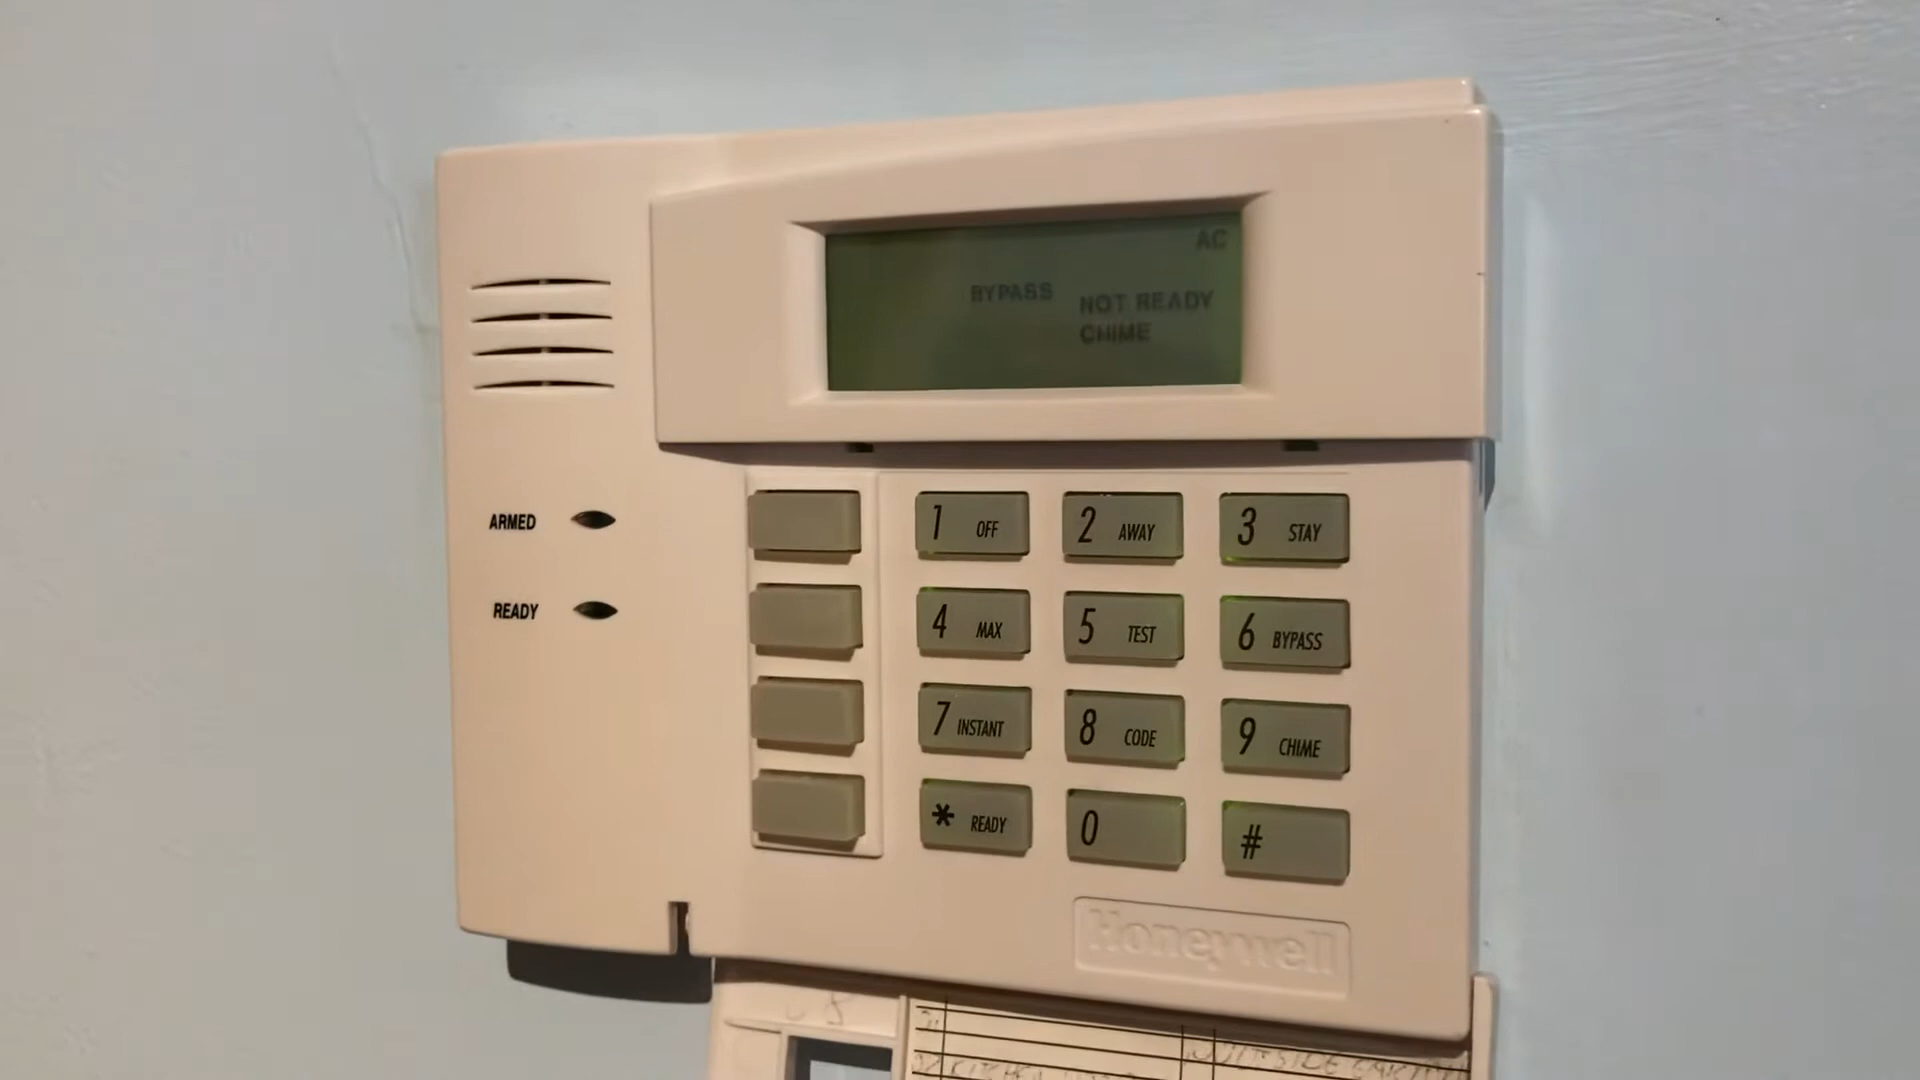 AC
BYPASS NOT READY
CHIME
ARMED
READY
1 OFF
2 AWAY
3 STAY
4 MAX
5 TEST
6 BYPASS
7 INSTANT
8 CODE
9 CHIME
* READY
0
#
Honeywell
KITCHEN